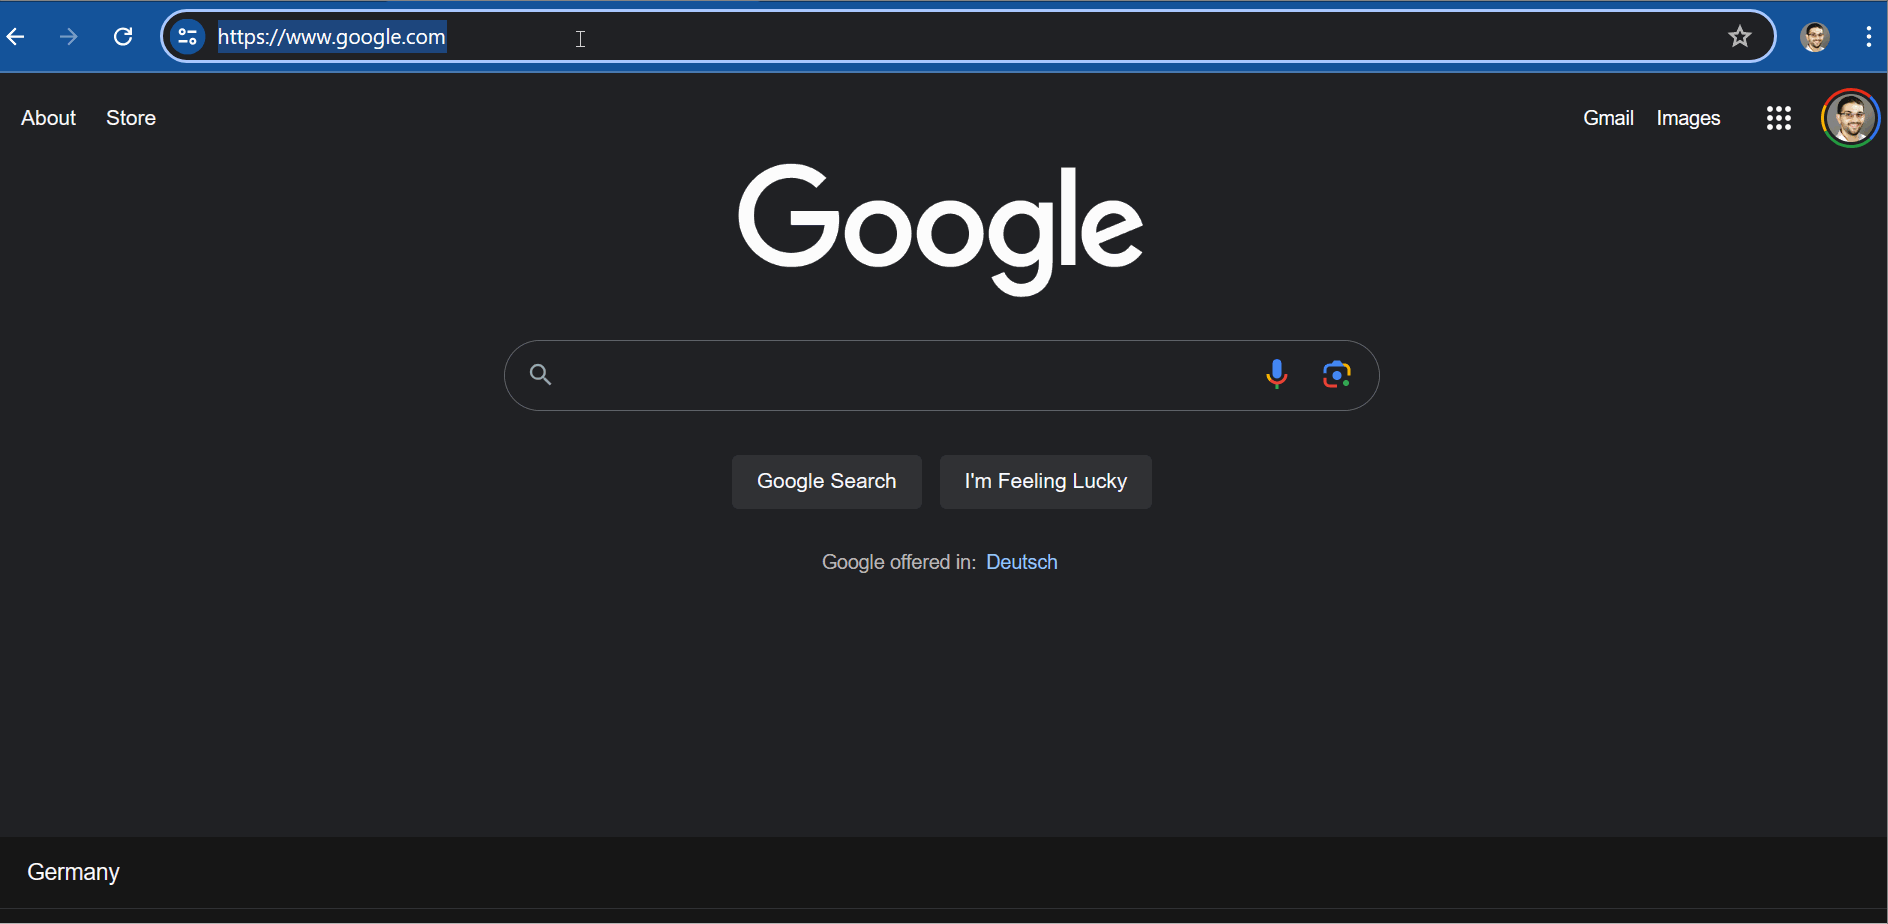 https://www.google.com
About Store Gmail Images
Google
Google Search I'm Feeling Lucky
Google offered in: Deutsch
Germany